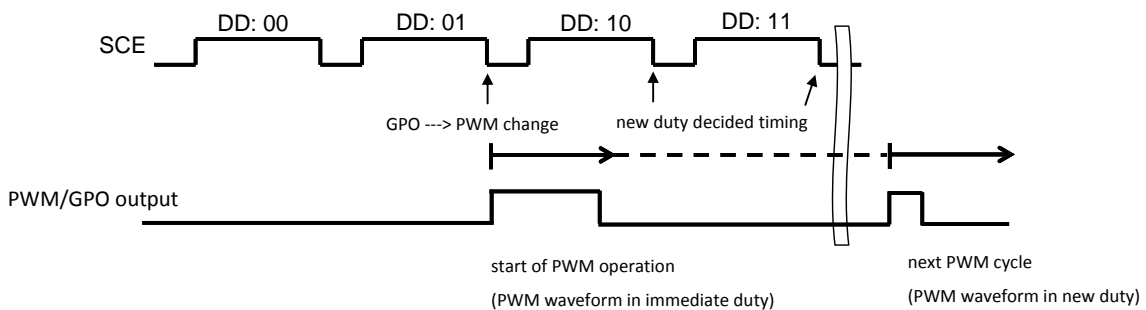 DD: 00 DD: 01 DD: 10 DD: 11
SCE
GPO ---> PWM change new duty decided timing
PWM/GPO output
start of PWM operation next PWM cycle
(PWM waveform in immediate duty) (PWM waveform in new duty)